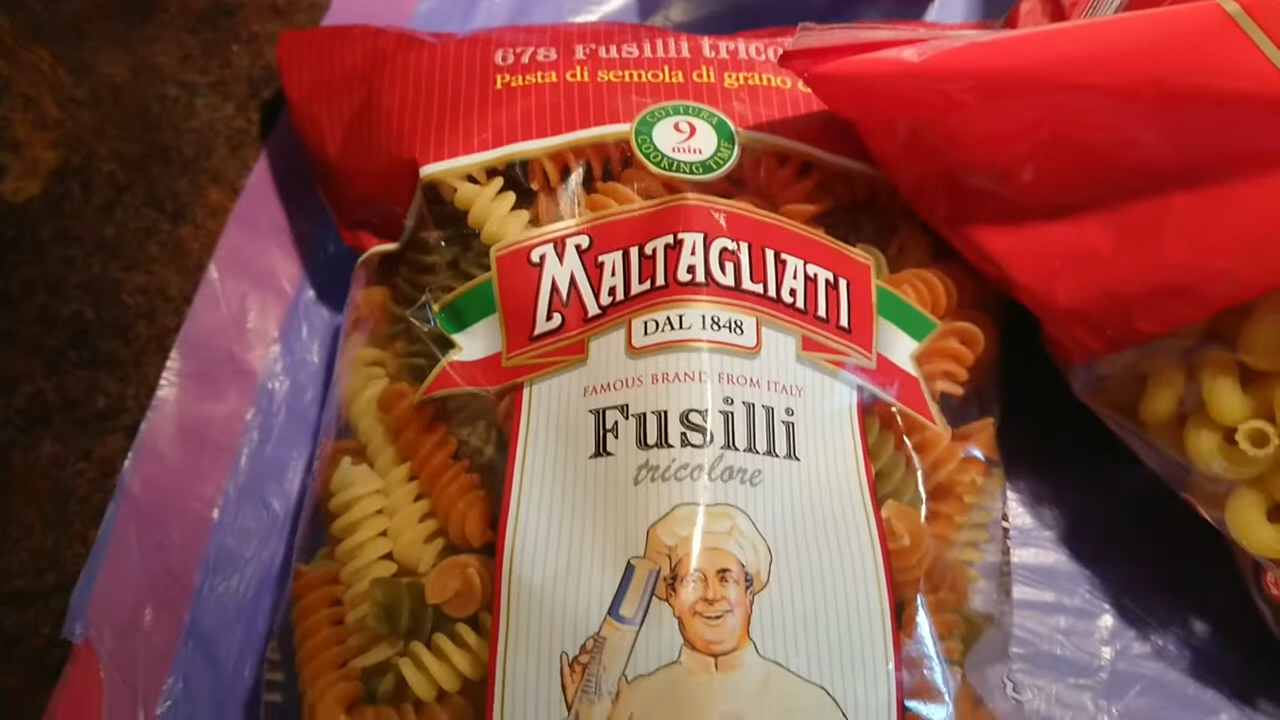 678 Fusilli
Pasta di semola di grano
COTTURA
9
min
COOKING TIME
MALTAGLIATI
DAL 1848
FAMOUS BRAND FROM ITALY
Fusilli
tricolore